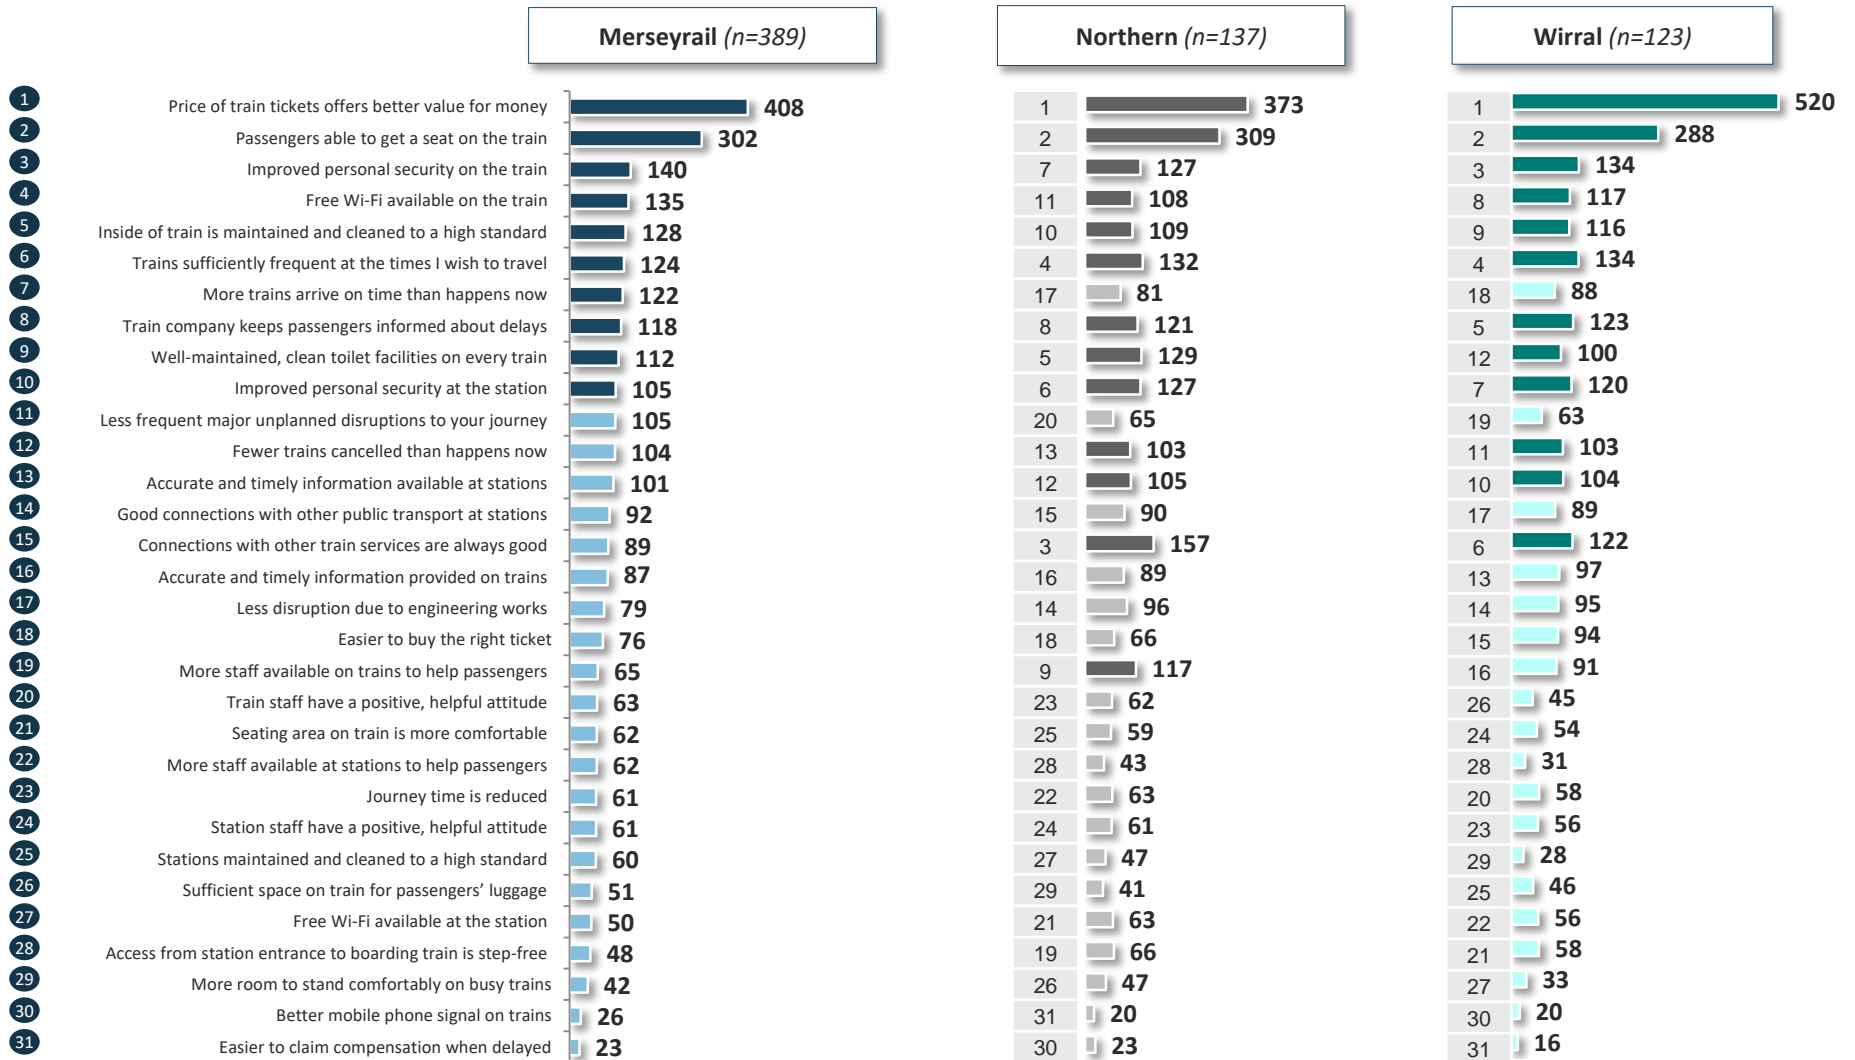 Merseyrail (n=389) Northern (n=137) Wirral (n=123)
1 Price of train tickets offers better value for money 408 1 373 1 520
2 Passengers able to get a seat on the train 302 2 309 2 288
3 Improved personal security on the train 140 7 127 3 134
4 Free Wi-Fi available on the train 135 11 108 8 117
5 Inside of train is maintained and cleaned to a high standard 128 10 109 9 116
6 Trains sufficiently frequent at the times I wish to travel 124 4 132 4 134
7 More trains arrive on time than happens now 122 17 81 18 88
8 Train company keeps passengers informed about delays 118 8 121 5 123
9 Well-maintained, clean toilet facilities on every train 112 5 129 12 100
10 Improved personal security at the station 105 6 127 7 120
11 Less frequent major unplanned disruptions to your journey 105 20 65 19 63
12 Fewer trains cancelled than happens now 104 13 103 11 103
13 Accurate and timely information available at stations 101 12 105 10 104
14 Good connections with other public transport at stations 92 15 90 17 89
15 Connections with other train services are always good 89 3 157 6 122
16 Accurate and timely information provided on trains 87 16 89 13 97
17 Less disruption due to engineering works 79 14 96 14 95
18 Easier to buy the right ticket 76 18 66 15 94
19 More staff available on trains to help passengers 65 9 117 16 91
20 Train staff have a positive, helpful attitude 63 23 62 26 45
21 Seating area on train is more comfortable 62 25 59 24 54
22 More staff available at stations to help passengers 62 28 43 28 31
23 Journey time is reduced 61 22 63 20 58
24 Station staff have a positive, helpful attitude 61 24 61 23 56
25 Stations maintained and cleaned to a high standard 60 27 47 29 28
26 Sufficient space on train for passengers’ luggage 51 29 41 25 46
27 Free Wi-Fi available at the station 50 21 63 22 56
28 Access from station entrance to boarding train is step-free 48 19 66 21 58
29 More room to stand comfortably on busy trains 42 26 47 27 33
30 Better mobile phone signal on trains 26 31 20 30 20
31 Easier to claim compensation when delayed 23 30 23 31 16